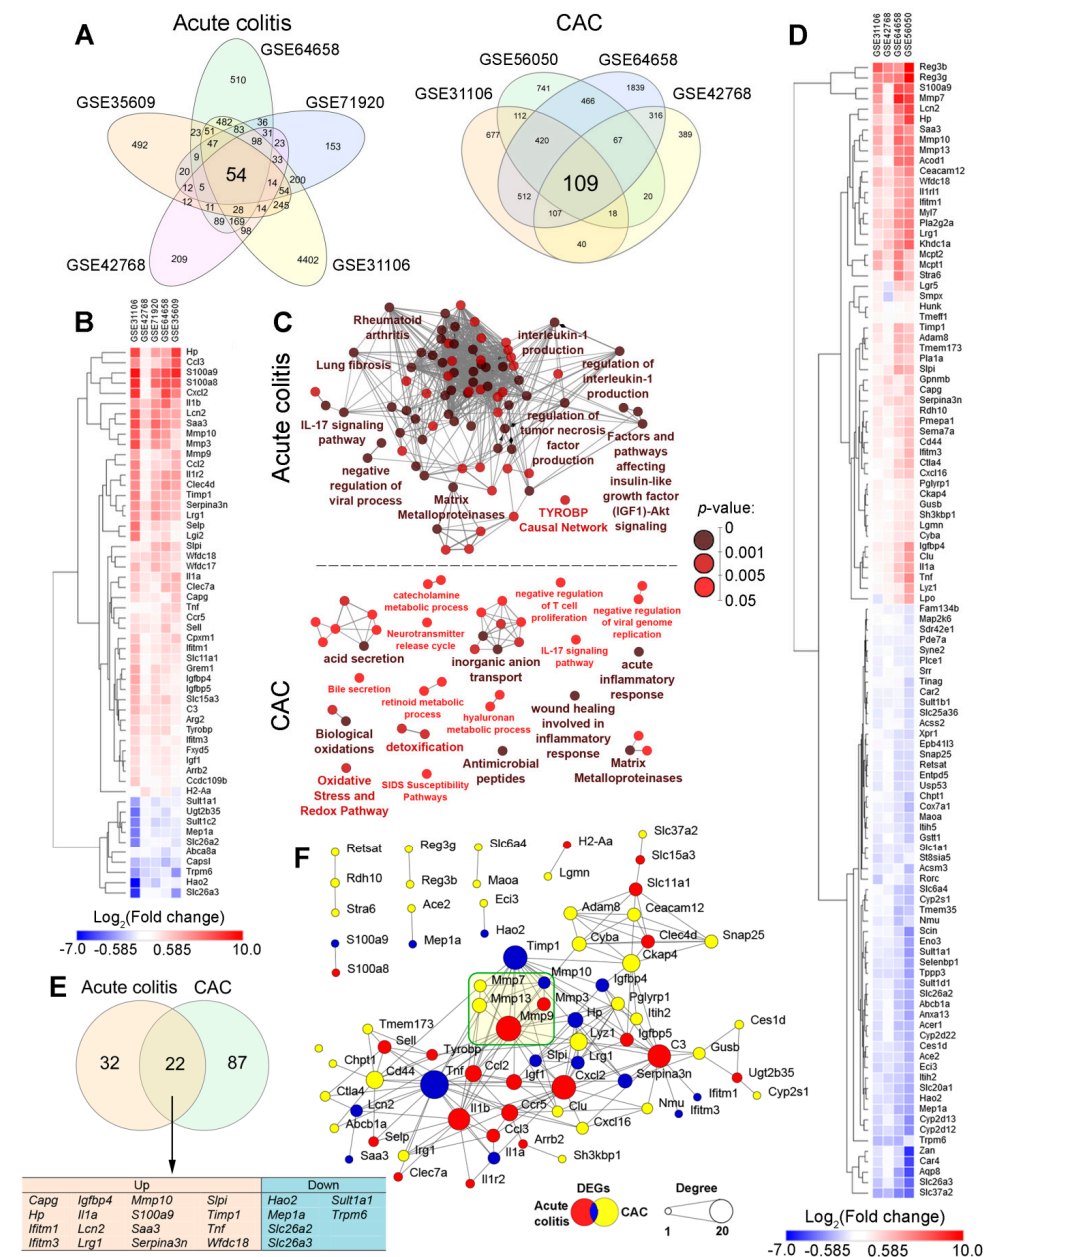 A
Acute colitis
GSE64658
GSE35609
GSE71920
GSE42768
GSE31106
510
492
153
209
4402
482
36
23
51
83
31
47
98
23
9
33
20
54
14
200
12
5
54
12
11
28
14
245
89
169
98
CAC
GSE56050
GSE64658
GSE31106
GSE42768
741
1839
466
112
316
677
389
420
67
109
512
20
107
18
40
B
GSE31106
GSE42768
GSE71920
GSE64658
GSE35609
Hp
Ccl3
S100a9
S100a8
Cxcl2
Il1b
Lcn2
Saa3
Mmp10
Mmp3
Mmp9
Ccl2
Il1r2
Clec4d
Timp1
Serpina3n
Lrg1
Selp
Lgi2
Slpi
Wfdc18
Wfdc17
Il1a
Clec7a
Capg
Tnf
Ccr5
Sell
Cpxm1
Ifitm1
Slc11a1
Grem1
Igfbp4
Igfbp5
Slc15a3
C3
Arg2
Tyrobp
Ifitm3
Fxyd5
Igf1
Arrb2
Ccdc109b
H2-Aa
Sult1a1
Ugt2b35
Sult1c2
Mep1a
Slc26a2
Abca8a
Capsl
Trpm6
Hao2
Slc26a3
Log2(Fold change)
-7.0 -0.585 0.585 10.0
C
Acute colitis
Rheumatoid
arthritis
Lung fibrosis
interleukin-1
production
regulation of
interleukin-1
production
IL-17 signaling
pathway
regulation of
tumor necrosis
factor
production
negative
regulation of
viral process
Factors and
pathways
affecting
insulin-like
growth factor
(IGF1)-Akt
signaling
Matrix
Metalloproteinases
TYROBP
Causal Network
p-value:
0
0.001
0.005
0.05
CAC
catecholamine
metabolic process
Neurotransmitter
release cycle
negative regulation
of T cell
proliferation
negative regulation
of viral genome
replication
acid secretion
inorganic anion
transport
IL-17 signaling
pathway
acute
inflammatory
response
Bile secretion
retinoid metabolic
process
hyaluronan
metabolic process
wound healing
involved in
inflammatory
response
Biological
oxidations
detoxification
Antimicrobial
peptides
Matrix
Metalloproteinases
Oxidative
Stress and
Redox Pathway
SIDS Susceptibility
Pathways
D
GSE31106
GSE42768
GSE64658
GSE56050
Reg3b
Reg3g
S100a9
Mmp7
Lcn2
Hp
Saa3
Mmp10
Mmp13
Acod1
Ceacam12
Wfdc18
Il1rl1
Ifitm1
Myl7
Pla2g2a
Lrg1
Khdc1a
Mcpt2
Mcpt1
Stra6
Lgr5
Smpx
Hunk
Tmeff1
Timp1
Adam8
Tmem173
Pla1a
Slpi
Gpnmb
Capg
Serpina3n
Rdh10
Pmepa1
Sema7a
Cd44
Ifitm3
Ctla4
Cxcl16
Pglyrp1
Ckap4
Gusb
Sh3kbp1
Lgmn
Cyba
Igfbp4
Clu
Il1a
Tnf
Lyz1
Lpo
Fam134b
Map2k6
Sdr42e1
Pde7a
Syne2
Plce1
Srr
Tinag
Car2
Sult1b1
Slc25a36
Acss2
Xpr1
Epb41l3
Snap25
Retsat
Entpd5
Usp53
Chpt1
Cox7a1
Maoa
Itih5
Gstt1
Slc1a1
St8sia5
Acsm3
Rorc
Slc6a4
Cyp2s1
Tmem35
Nmu
Scin
Eno3
Sult1a1
Selenbp1
Tppp3
Sult1d1
Slc26a2
Abcb1a
Anxa13
Acer1
Cyp2d22
Ces1d
Ace2
Eci3
Itih2
Slc20a1
Hao2
Mep1a
Cyp2d13
Cyp2d12
Trpm6
Zan
Car4
Aqp8
Slc26a3
Slc37a2
Log2(Fold change)
-7.0 -0.585 0.585 10.0
E
Acute colitis CAC
32 22 87
Up Down
Capg Igfbp4 Mmp10 Slpi Hao2 Sult1a1
Hp Il1a S100a9 Timp1 Mep1a Trpm6
Ifitm1 Lcn2 Saa3 Tnf Slc26a2
Ifitm3 Lrg1 Serpina3n Wfdc18 Slc26a3
F
Retsat
Reg3g
Slc6a4
H2-Aa
Slc37a2
Slc15a3
Rdh10
Reg3b
Maoa
Lgmn
Slc11a1
Stra6
Ace2
Eci3
Adam8
Ceacam12
S100a9
Mep1a
Hao2
Timp1
Cyba
Clec4d
Snap25
S100a8
Ckap4
Mmp7
Mmp10
Igfbp4
Mmp13
Mmp3
Pglyrp1
Mmp9
Hp
Itih2
Tmem173
Sell
Tyrobp
Lyz1
Igfbp5
C3
Ces1d
Gusb
Chpt1
Cd44
Tnf
Ccl2
Slpi
Lrg1
Igf1
Cxcl2
Serpina3n
Ugt2b35
Ctla4
Lcn2
Il1b
Ccr5
Clu
Nmu
Ifitm1
Cyp2s1
Ifitm3
Abcb1a
Selp
Ccl3
Cxcl16
Saa3
Irg1
Il1a
Arrb2
Sh3kbp1
Clec7a
Il1r2
DEGs
Acute
colitis
CAC
Degree
1 20